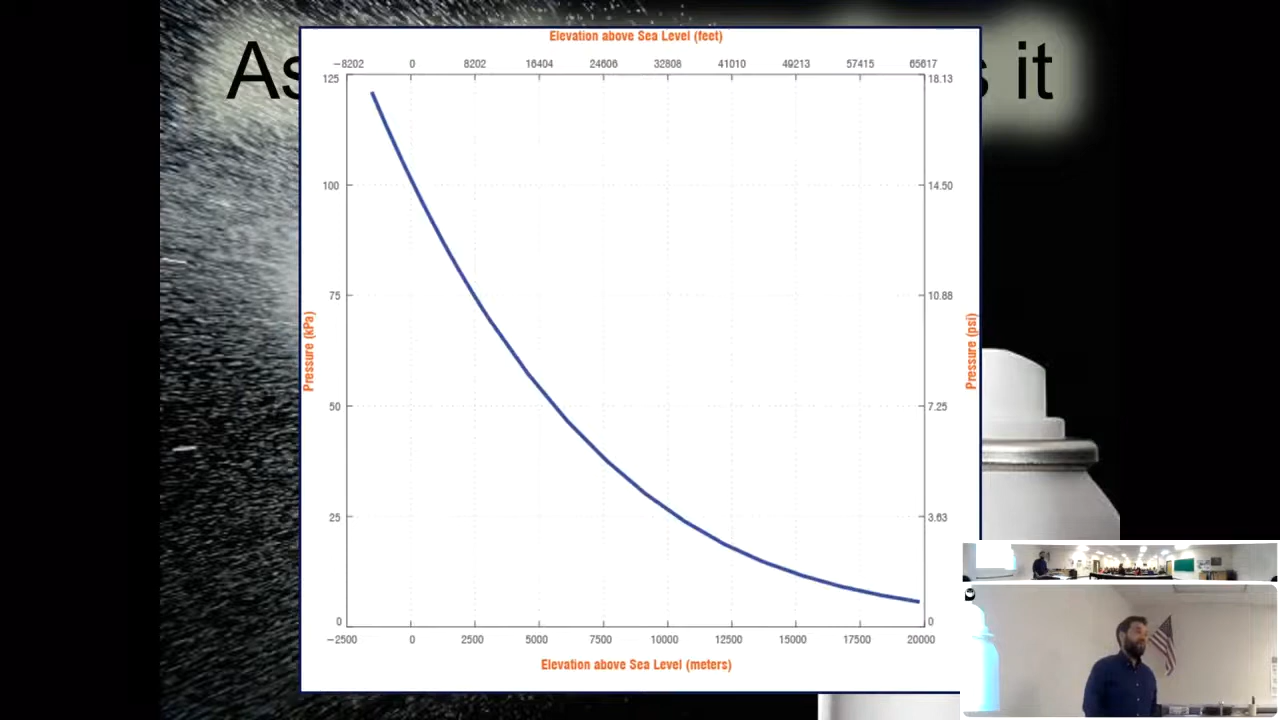 As
s it
Elevation above Sea Level (feet)
−8202 0 8202 16404 24606 32808 41010 49213 57415 65617
125 18.13
100 14.50
75 10.88
Pressure (kPa)
Pressure (psi)
50 7.25
25 3.63
0 0
−2500 0 2500 5000 7500 10000 12500 15000 17500 20000
Elevation above Sea Level (meters)